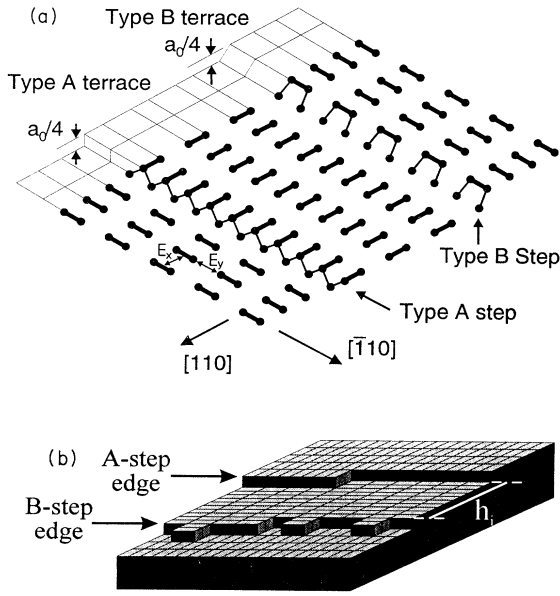 (a)
Type B terrace
a₀/4
Type A terrace
a₀/4
Eₓ
Eᵧ
Type B Step
Type A step
[110]
[1̅10]
(b)
A-step
edge
B-step
edge
hᵢ